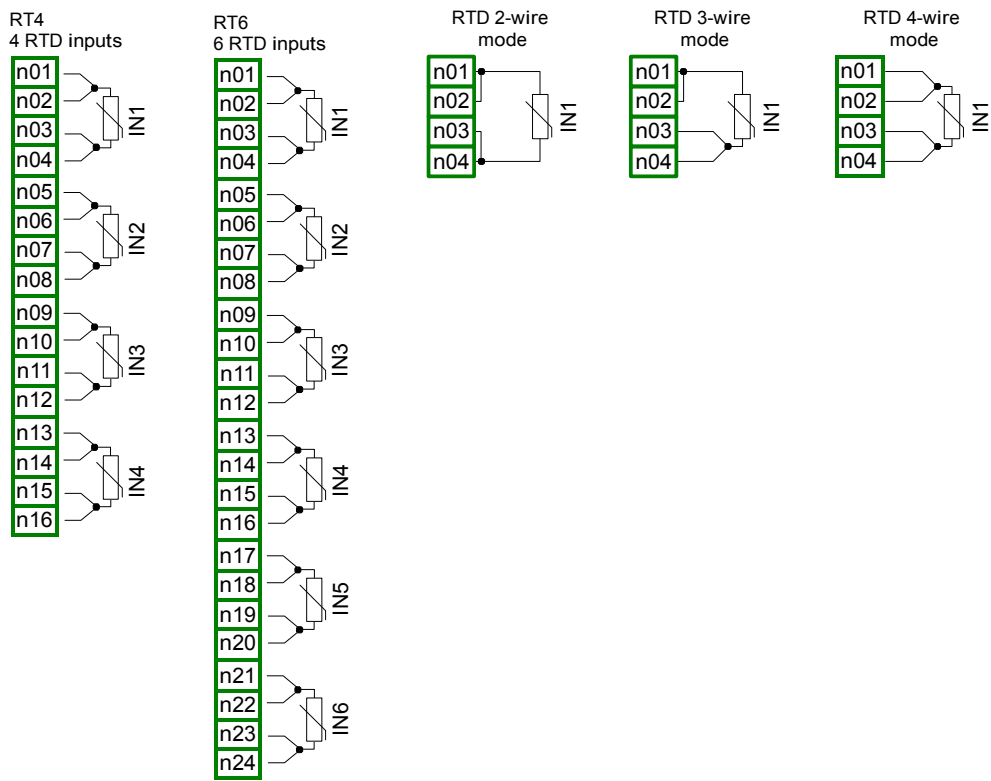 RT4
4 RTD inputs
n01
n02
n03
n04
IN1
n05
n06
n07
n08
IN2
n09
n10
n11
n12
IN3
n13
n14
n15
n16
IN4
RT6
6 RTD inputs
n01
n02
n03
n04
IN1
n05
n06
n07
n08
IN2
n09
n10
n11
n12
IN3
n13
n14
n15
n16
IN4
n17
n18
n19
n20
IN5
n21
n22
n23
n24
IN6
RTD 2-wire
mode
n01
n02
n03
n04
IN1
RTD 3-wire
mode
n01
n02
n03
n04
IN1
RTD 4-wire
mode
n01
n02
n03
n04
IN1